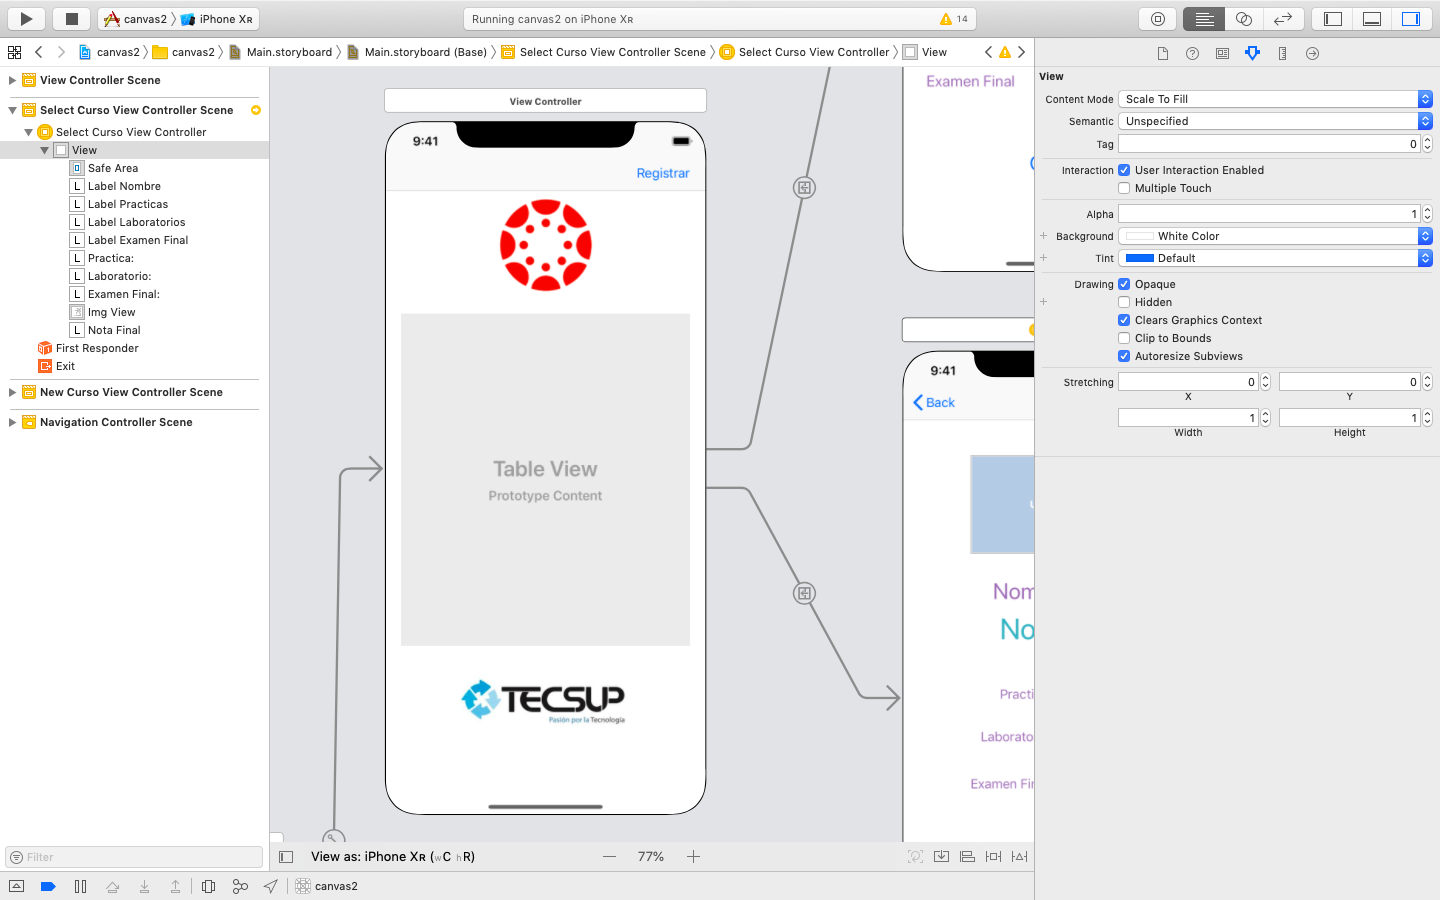 canvas2 iPhone XR
Running canvas2 on iPhone XR
14
canvas2 canvas2 Main.storyboard Main.storyboard (Base) Select Curso View Controller Scene Select Curso View Controller View
View Controller Scene
Select Curso View Controller Scene
Select Curso View Controller
View
Safe Area
Label Nombre
Label Practicas
Label Laboratorios
Label Examen Final
Practica:
Laboratorio:
Examen Final:
Img View
Nota Final
First Responder
Exit
New Curso View Controller Scene
Navigation Controller Scene
Filter
View Controller
9:41
Registrar
Table View
Prototype Content
TECSUP
Pasión por la Tecnología
Examen Final
9:41
Back
Nom
No
Practi
Laborato
Examen Fir
View as: iPhone XR (wC hR)
77%
canvas2
View
Content Mode Scale To Fill
Semantic Unspecified
Tag 0
Interaction User Interaction Enabled
Multiple Touch
Alpha 1
Background White Color
Tint Default
Drawing Opaque
Hidden
Clears Graphics Context
Clip to Bounds
Autoresize Subviews
Stretching 0 0
X Y
1 1
Width Height